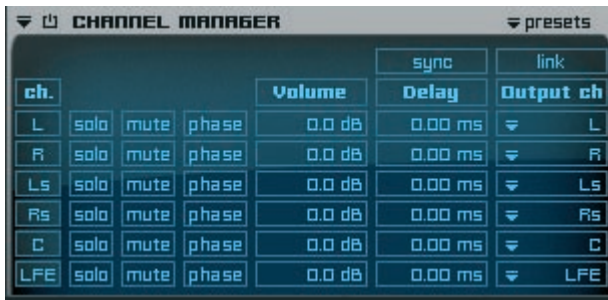 CHANNEL MANAGER presets
sync link
ch. Volume Delay Output ch
L solo mute phase 0.0 dB 0.00 ms L
R solo mute phase 0.0 dB 0.00 ms R
Ls solo mute phase 0.0 dB 0.00 ms Ls
Rs solo mute phase 0.0 dB 0.00 ms Rs
C solo mute phase 0.0 dB 0.00 ms C
LFE solo mute phase 0.0 dB 0.00 ms LFE